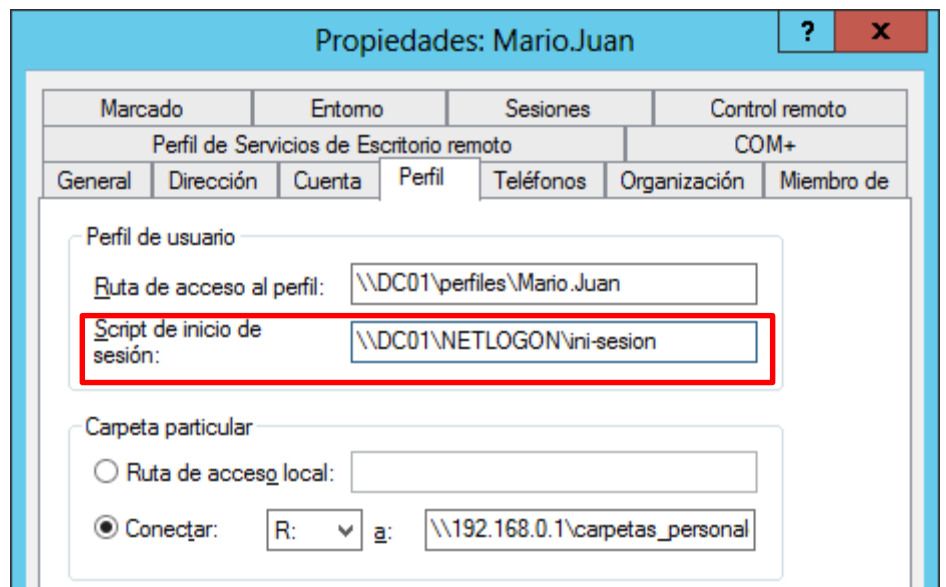 Propiedades: Mario.Juan
?
x
Marcado Entorno Sesiones Control remoto
Perfil de Servicios de Escritorio remoto COM+
General Dirección Cuenta Perfil Teléfonos Organización Miembro de
Perfil de usuario
Ruta de acceso al perfil: \\DC01\perfiles\Mario.Juan
Script de inicio de
sesión: \\DC01\NETLOGON\ini-sesion
Carpeta particular
Ruta de acceso local:
Conectar: R: a: \\192.168.0.1\carpetas_personal